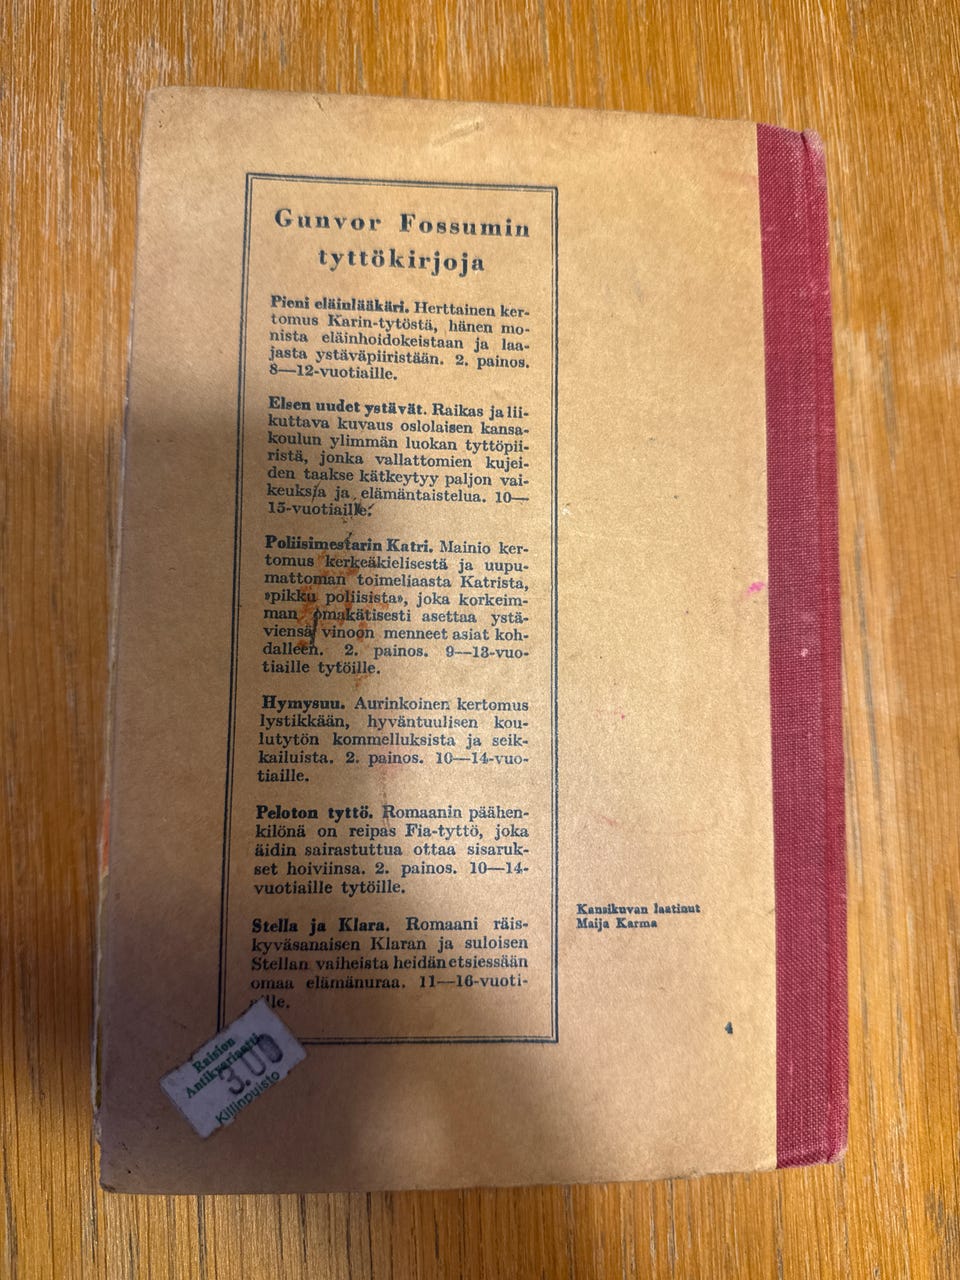 Gunvor Fossumin
tyttökirjoja
Pieni eläinlääkäri. Herttainen ker-
tomus Karin-tytöstä, hänen mo-
nista eläinhoidokeistaan ja laa-
jasta ystäväpiiristään. 2. painos.
8—12-vuotiaille.
Elsen uudet ystävät. Raikas ja lii-
kuttava kuvaus oslolaisen kansa-
koulun ylimmän luokan tyttöpii-
ristä, jonka vallattomien kujei-
den taakse kätkeytyy paljon vai-
keuksia ja elämäntaistelua. 10—
15-vuotiaille.
Poliisimestarin Katri. Mainio ker-
tomus kerkeäkielisestä ja uupu-
mattoman toimeliaasta Katrista,
»pikku poliisista», joka korkeim-
man omakätisesti asettaa ystä-
viensä vinoon menneet asiat koh-
dalleen. 2. painos. 9—13-vuo-
tiaille tytöille.
Hymysuu. Aurinkoinen kertomus
lystikkään, hyväntuulisen kou-
lutytön kommelluksista ja seik-
kailuista. 2. painos. 10—14-vuo-
tiaille.
Peloton tyttö. Romaanin päähen-
kilönä on reipas Fia-tyttö, joka
äidin sairastuttua ottaa sisaruk-
set hoiviinsa. 2. painos. 10—14-
vuotiaille tytöille.
Stella ja Klara. Romaani räis-
kyväsanaisen Klaran ja suloisen
Stellan vaiheista heidän etsiessään
omaa elämänuraa. 11—16-vuoti-
aille.
Kansikuvan laatinut
Maija Karma
4
Raision
Antikvariaatti
3.00
Killinpuisto